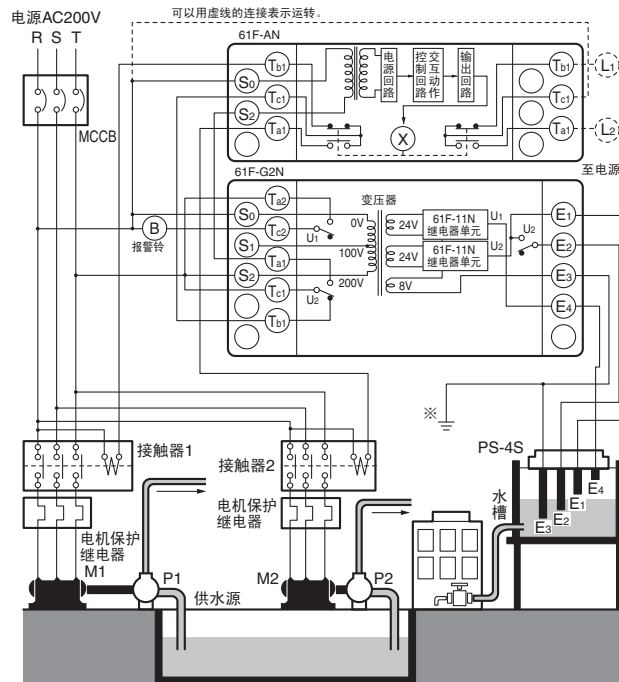 电源AC200V
可以用虚线的连接表示运转。
R S T
61F-AN
S0
S2
Tb1
Tc1
Ta1
电源回路
控制回路
交互动作
输出回路
X
Tb1
Tc1
Ta1
L1
L2
MCCB
至电源
61F-G2N
S0
S1
S2
Ta2
Tc2
Ta1
Tc1
Tb1
B
报警铃
U1
U2
变压器
0V
100V
200V
24V
24V
8V
61F-11N
继电器单元
61F-11N
继电器单元
U1
U2
U2
E1
E2
E3
E4
※
接触器1
接触器2
PS-4S
E4
E1
E2
E3
水槽
电机保护
继电器
电机保护
继电器
M1
P1
供水源
M2
P2